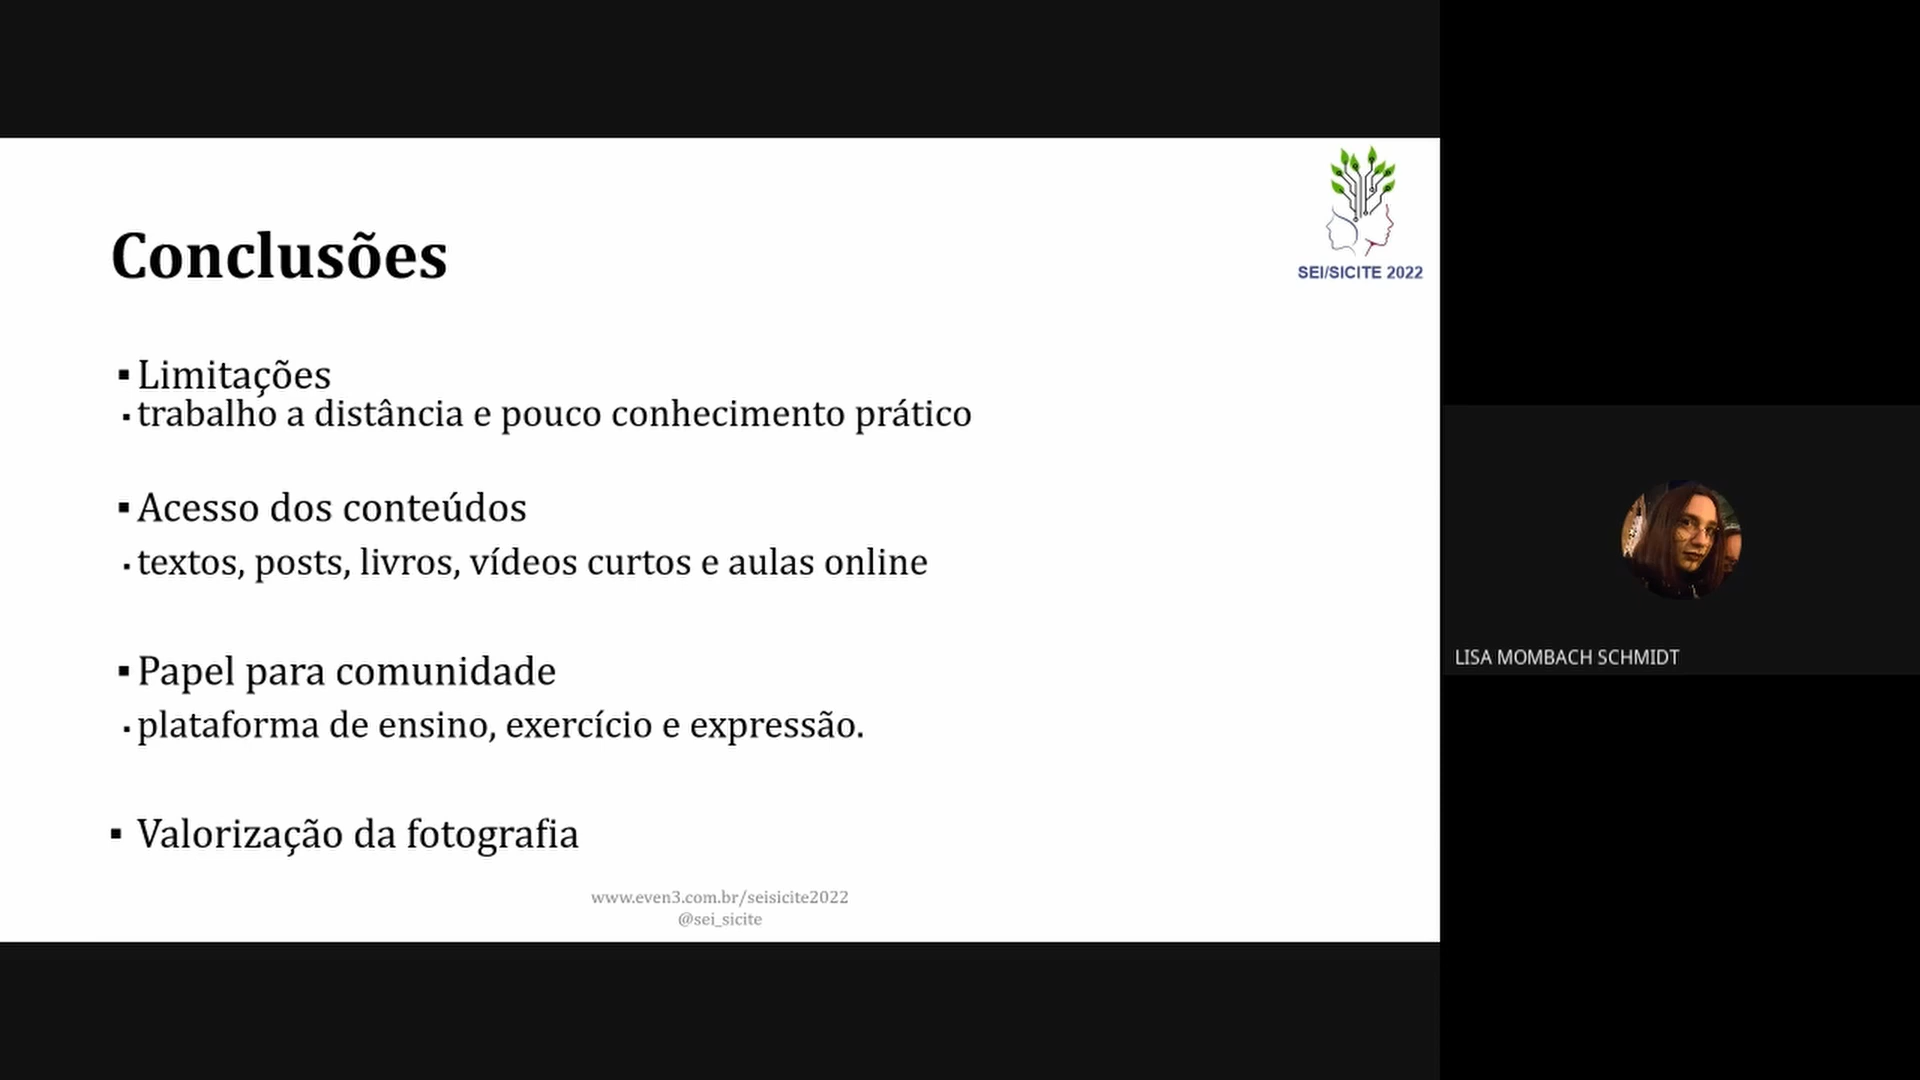 SEI/SICITE 2022
Conclusões
▪ Limitações
▪ trabalho a distância e pouco conhecimento prático
▪ Acesso dos conteúdos
▪ textos, posts, livros, vídeos curtos e aulas online
▪ Papel para comunidade
▪ plataforma de ensino, exercício e expressão.
▪ Valorização da fotografia
www.even3.com.br/seisicite2022
@sei_sicite
LISA MOMBACH SCHMIDT